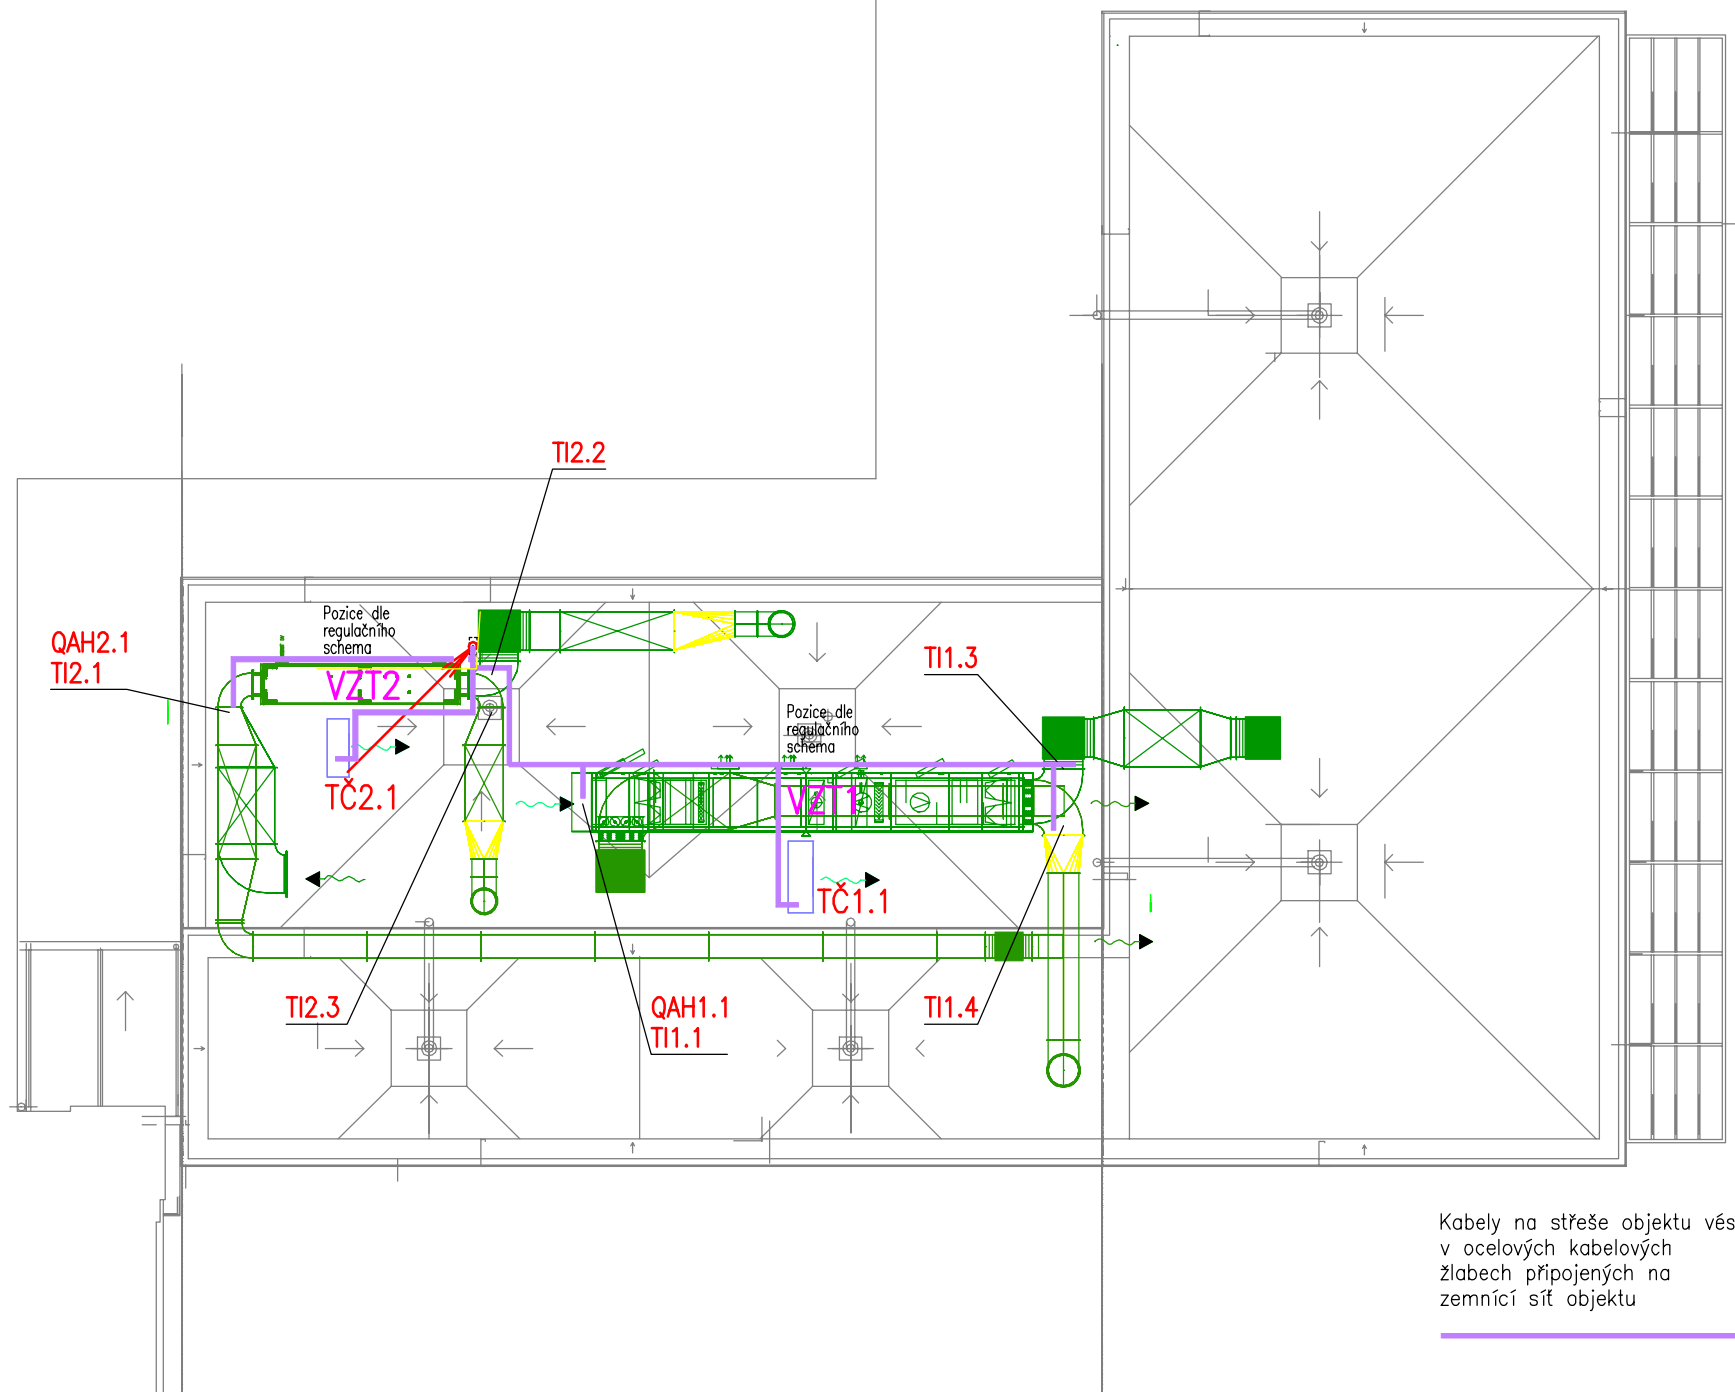 TI2.2
Pozice dle
regulačního
schema
QAH2.1
TI2.1
VZT2
TI1.3
Pozice dle
regulačního
schema
TČ2.1
VZT1
TČ1.1
TI2.3
QAH1.1
TI1.1
TI1.4
Kabely na střeše objektu vés
v ocelových kabelových
žlabech připojených na
zemnící síť objektu